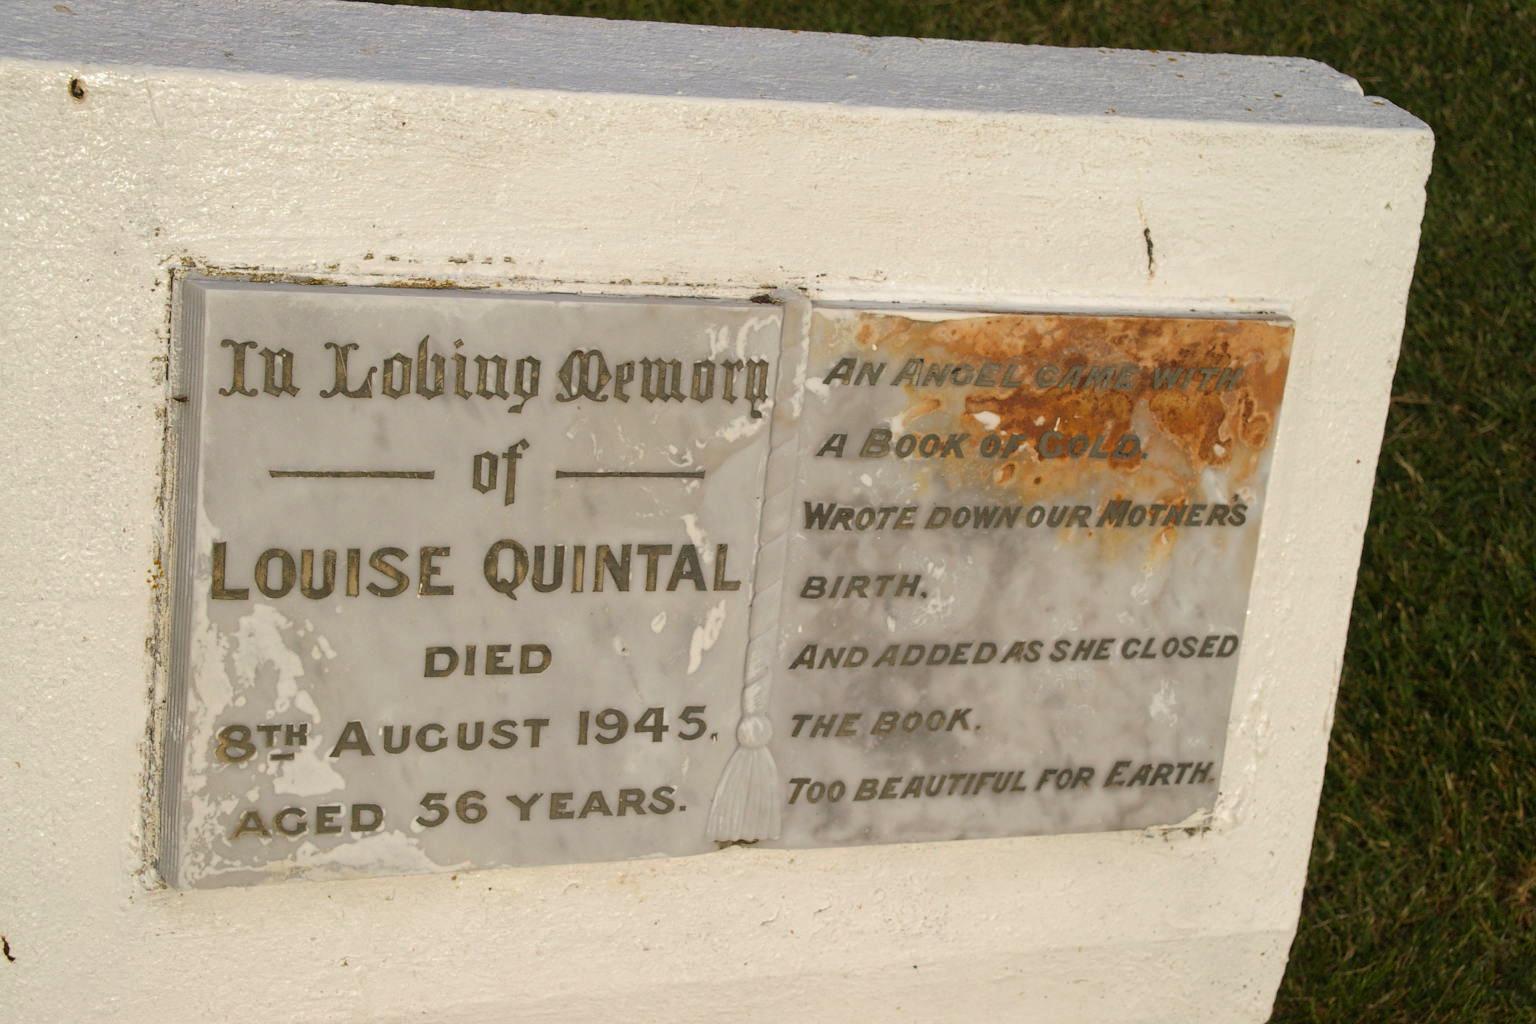 In Loving Memory
of
LOUISE QUINTAL
DIED
8TH AUGUST 1945.
AGED 56 YEARS.
AN ANGEL CAME WITH
A BOOK OF GOLD.
WROTE DOWN OUR MOTHER'S
BIRTH.
AND ADDED AS SHE CLOSED
THE BOOK.
TOO BEAUTIFUL FOR EARTH.